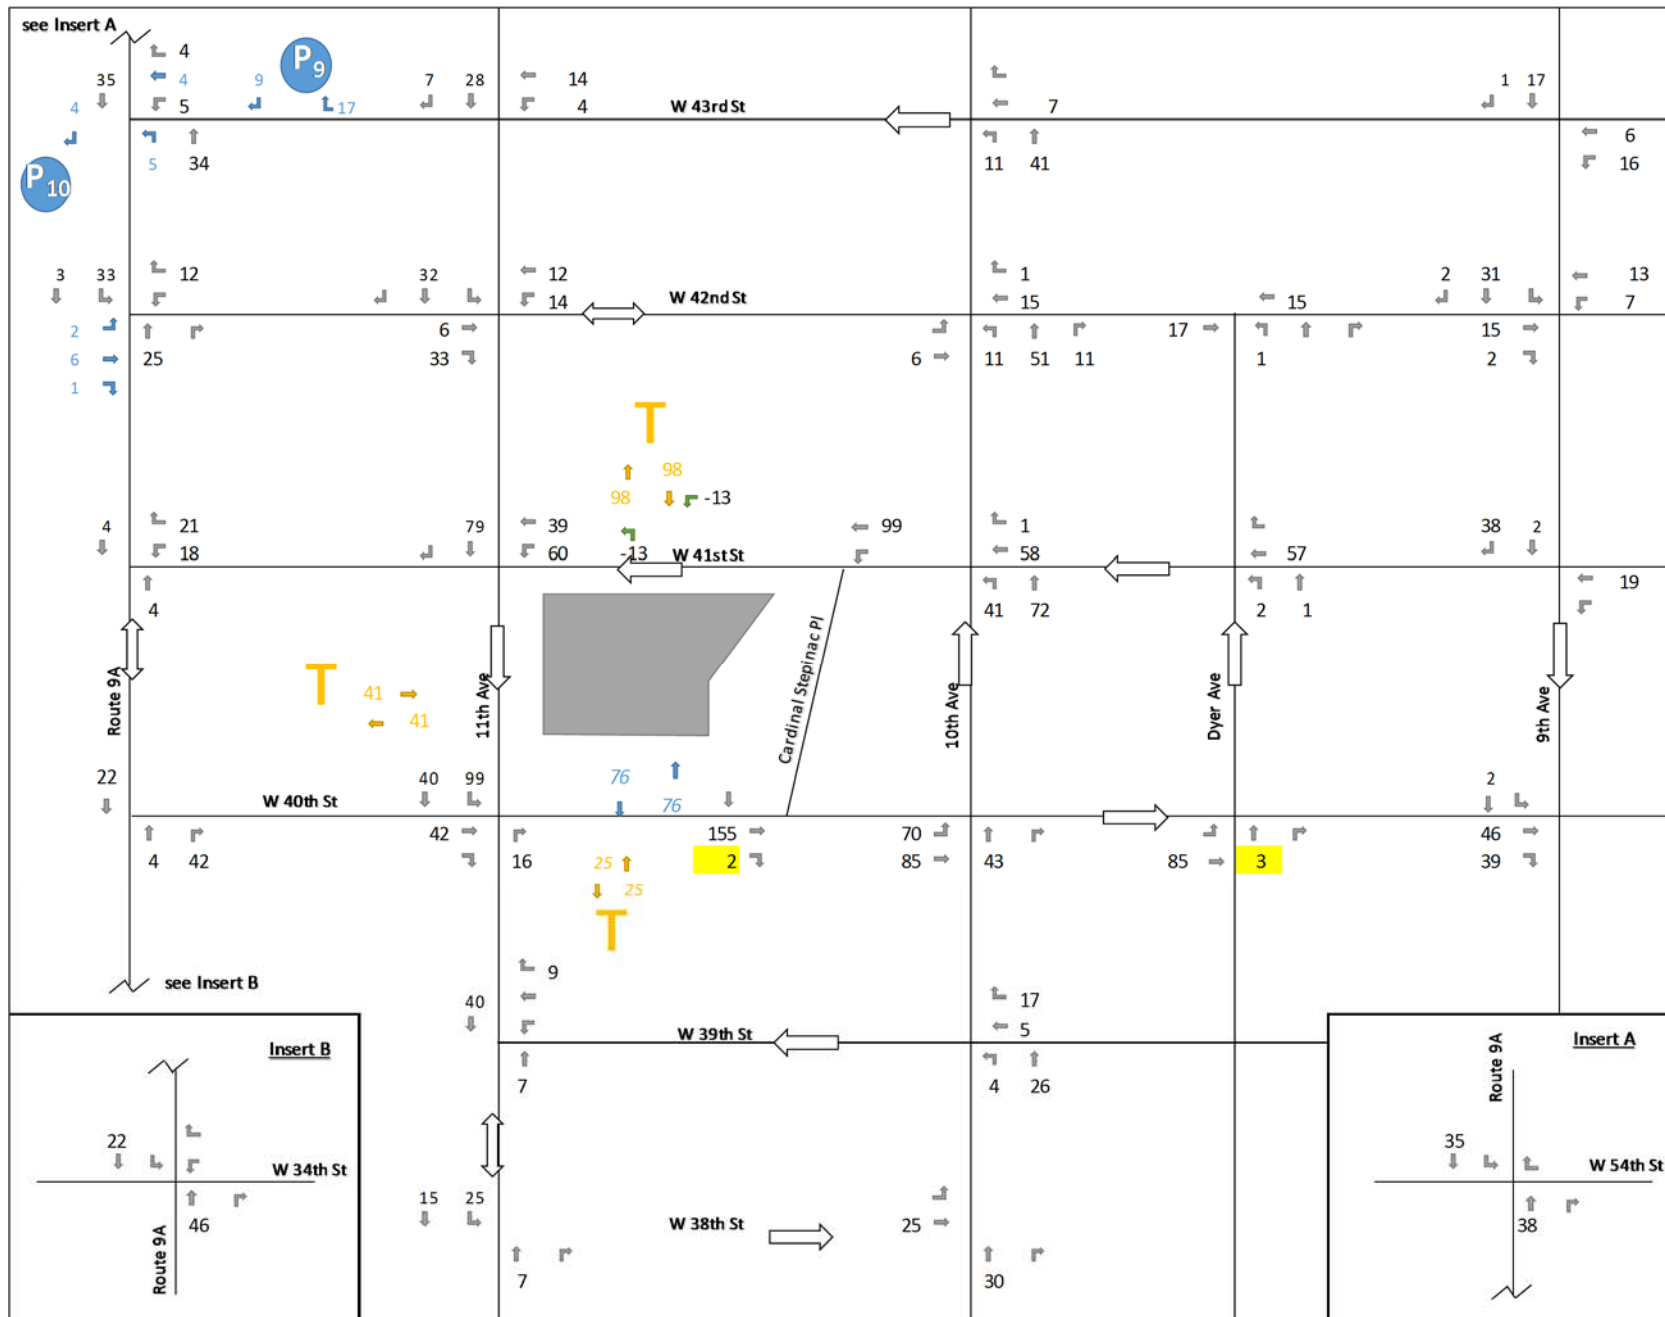 see Insert A
4
P9
35 4 9 7 28 14 1 17
4 5 17 4 W 43rd St 7
5 34 11 41 6
P10 16
3 33 12 32 12 1 2 31 13
14 W 42nd St 15 15 7
2 6 17 15
6 25 33 6 11 51 11 1 2
1
T
98
98 -13
4 21 79 39 99 1 38 2
18 60 -13 W 41st St 58 57
4 41 72 2 1 19
Route 9A
11th Ave
Cardinal Stepinac Pl
10th Ave
Dyer Ave
9th Ave
T 41
41
22 40 99 76 2
W 40th St 76
42 155 70 46
4 42 16 2 85 43 85 3 39
25
25
T
9
see Insert B
40 17
W 39th St 5
7 4 26
15 25
W 38th St 25
7 30
Insert B
22
W 34th St
46
Route 9A
Insert A
Route 9A
35
W 54th St
38